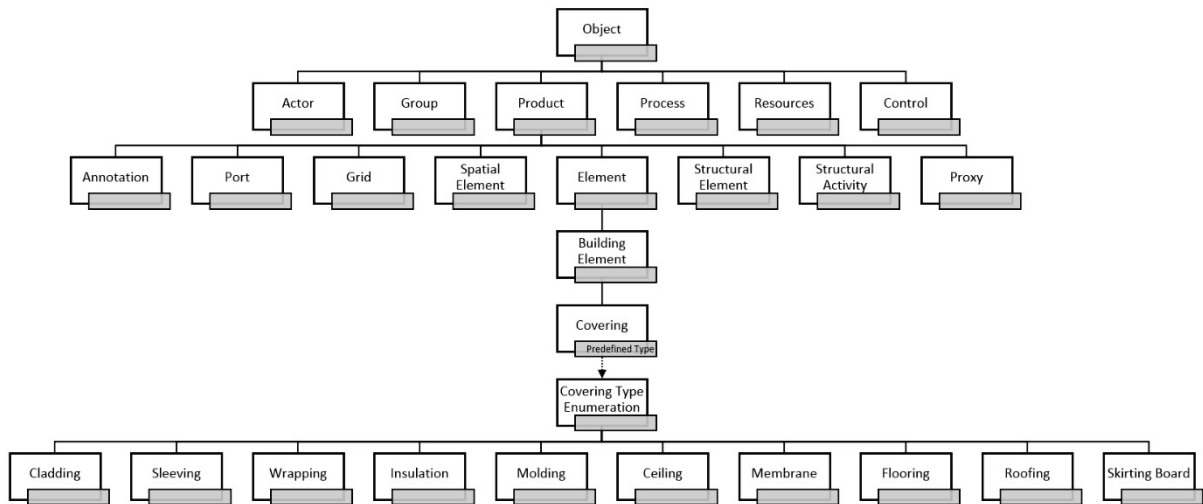 Object
Actor
Group
Product
Process
Resources
Control
Annotation
Port
Grid
Spatial
Element
Element
Structural
Element
Structural
Activity
Proxy
Building
Element
Covering
Predefined Type
Covering Type
Enumeration
Cladding
Sleeving
Wrapping
Insulation
Molding
Ceiling
Membrane
Flooring
Roofing
Skirting Board